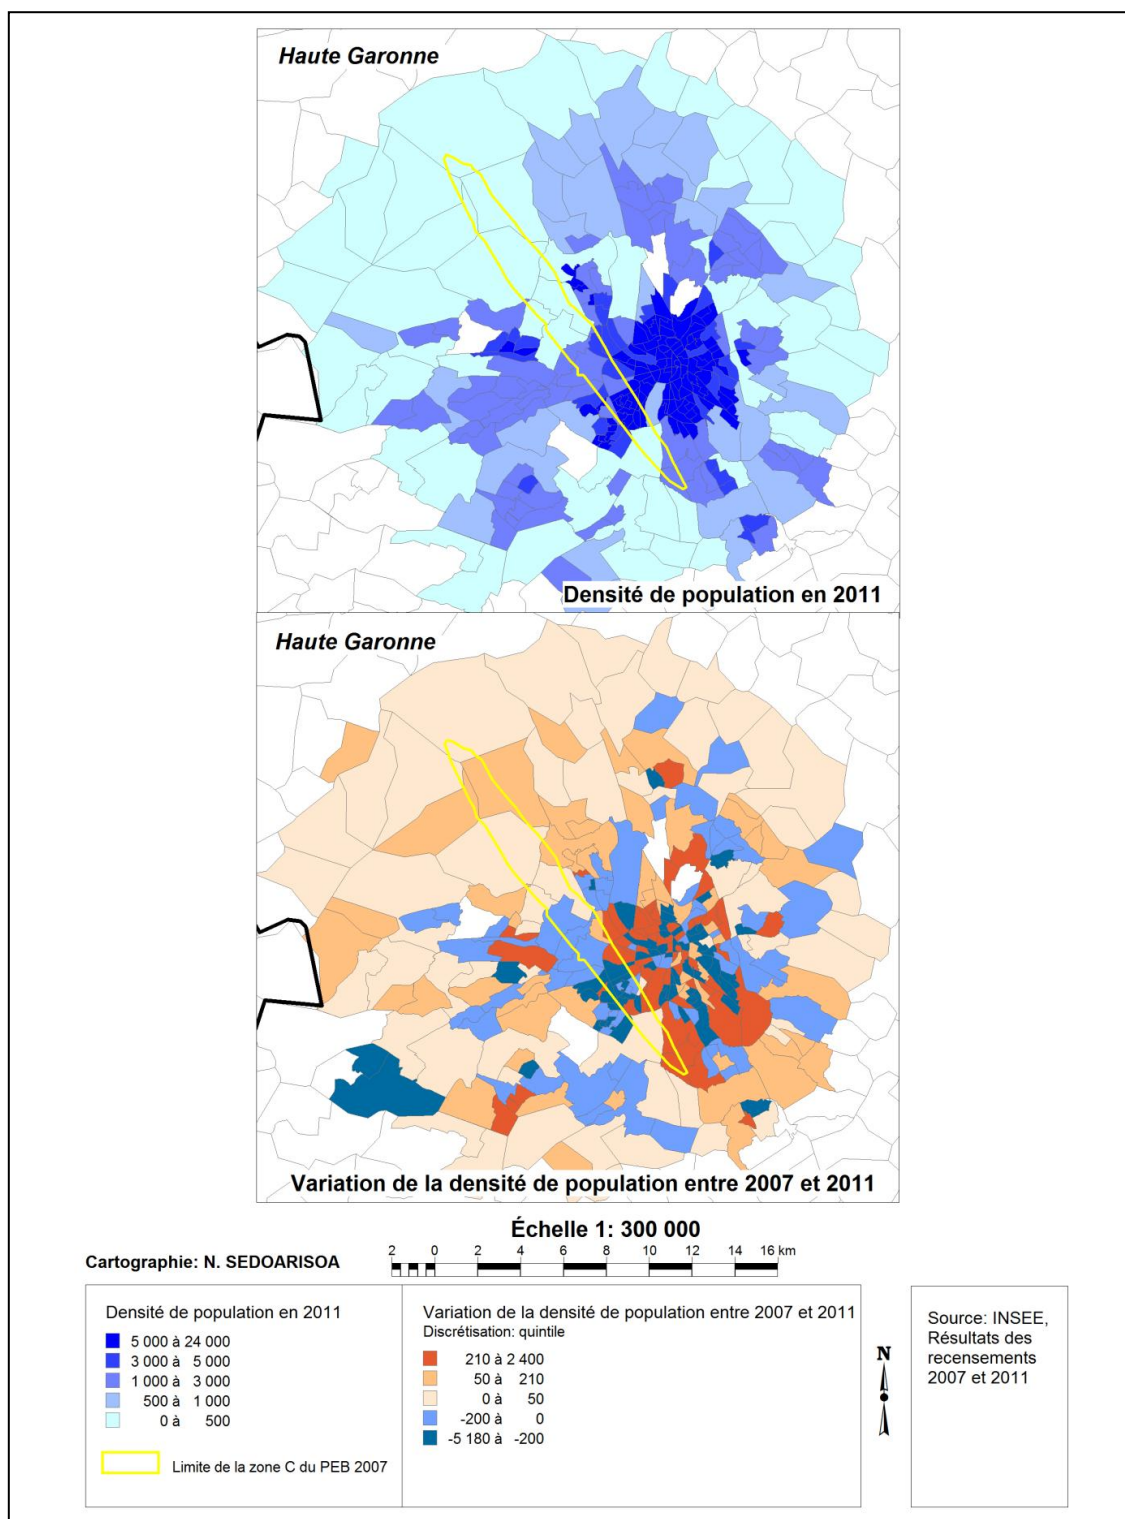 Haute Garonne
Densité de population en 2011
Haute Garonne
Variation de la densité de population entre 2007 et 2011
Échelle 1: 300 000
Cartographie: N. SEDOARISOA
2 0 2 4 6 8 10 12 14 16 km
Densité de population en 2011
5 000 à 24 000
3 000 à 5 000
1 000 à 3 000
500 à 1 000
0 à 500
Limite de la zone C du PEB 2007
Variation de la densité de population entre 2007 et 2011
Discrétisation: quintile
210 à 2 400
50 à 210
0 à 50
-200 à 0
-5 180 à -200
N
Source: INSEE,
Résultats des
recensements
2007 et 2011